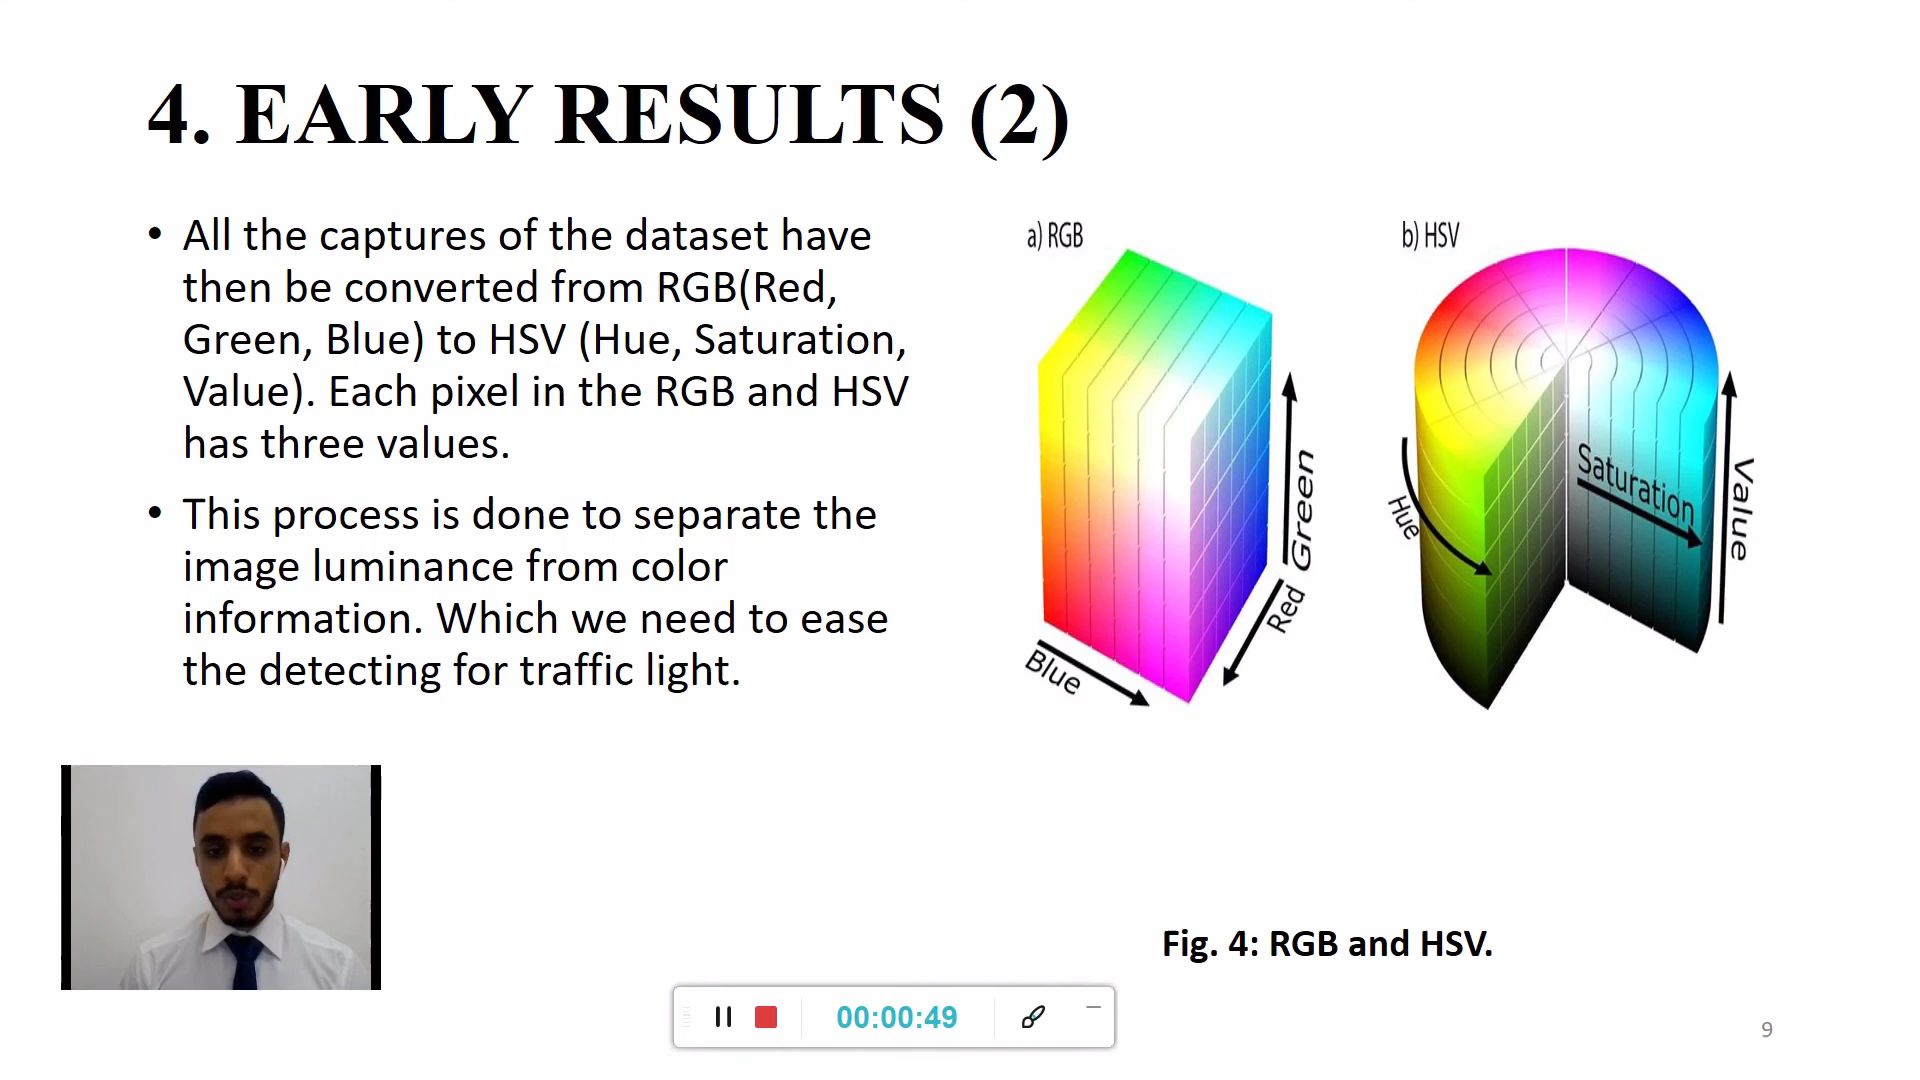 4. EARLY RESULTS (2)
• All the captures of the dataset have
then be converted from RGB(Red,
Green, Blue) to HSV (Hue, Saturation,
Value). Each pixel in the RGB and HSV
has three values.
• This process is done to separate the
image luminance from color
information. Which we need to ease
the detecting for traffic light.
a) RGB
Green
Red
Blue
b) HSV
Hue
Saturation
Value
Fig. 4: RGB and HSV.
00:00:49
9